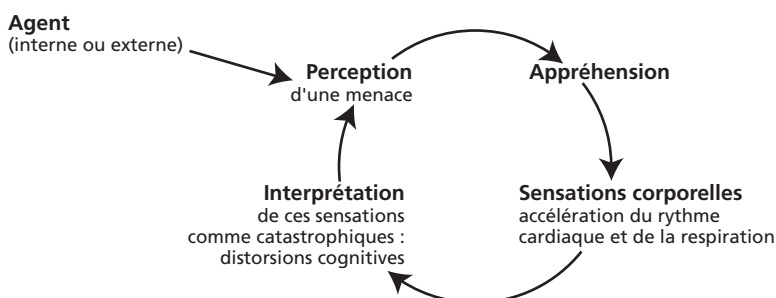 Agent
(interne ou externe)
Perception
d'une menace
Appréhension
Sensations corporelles
accélération du rythme
cardiaque et de la respiration
Interprétation
de ces sensations
comme catastrophiques :
distorsions cognitives